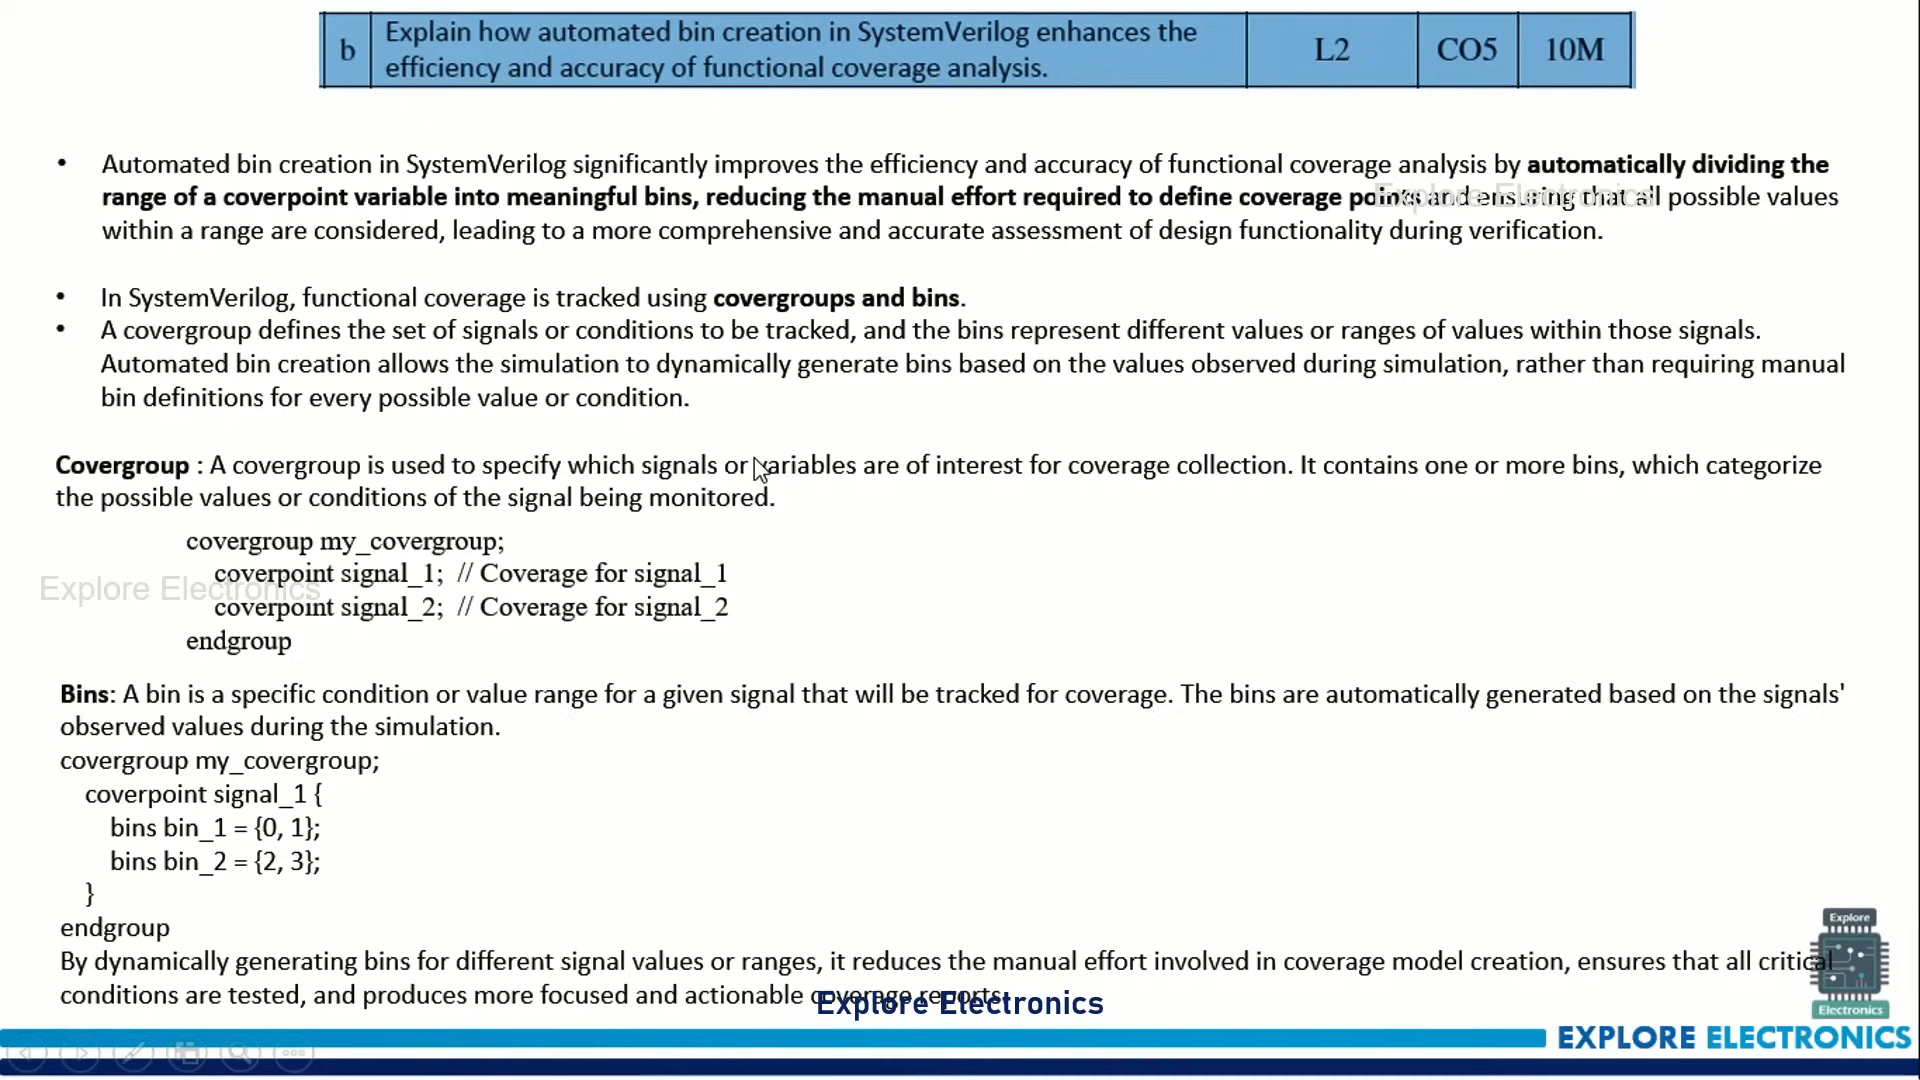 b
Explain how automated bin creation in SystemVerilog enhances the
efficiency and accuracy of functional coverage analysis.
L2
CO5
10M
• Automated bin creation in SystemVerilog significantly improves the efficiency and accuracy of functional coverage analysis by automatically dividing the
range of a coverpoint variable into meaningful bins, reducing the manual effort required to define coverage points and ensuring that all possible values
within a range are considered, leading to a more comprehensive and accurate assessment of design functionality during verification.
Explore Electronics
• In SystemVerilog, functional coverage is tracked using covergroups and bins.
• A covergroup defines the set of signals or conditions to be tracked, and the bins represent different values or ranges of values within those signals.
Automated bin creation allows the simulation to dynamically generate bins based on the values observed during simulation, rather than requiring manual
bin definitions for every possible value or condition.
Covergroup : A covergroup is used to specify which signals or variables are of interest for coverage collection. It contains one or more bins, which categorize
the possible values or conditions of the signal being monitored.
covergroup my_covergroup;
coverpoint signal_1; // Coverage for signal_1
Explore Electronics
coverpoint signal_2; // Coverage for signal_2
endgroup
Bins: A bin is a specific condition or value range for a given signal that will be tracked for coverage. The bins are automatically generated based on the signals'
observed values during the simulation.
covergroup my_covergroup;
coverpoint signal_1 {
bins bin_1 = {0, 1};
bins bin_2 = {2, 3};
}
endgroup
By dynamically generating bins for different signal values or ranges, it reduces the manual effort involved in coverage model creation, ensures that all critical
conditions are tested, and produces more focused and actionable coverage reports.
Explore Electronics
Explore
Electronics
EXPLORE ELECTRONICS